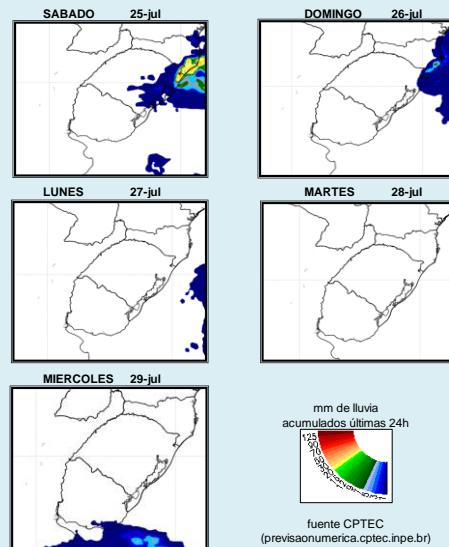 SABADO 25-jul
DOMINGO 26-jul
LUNES 27-jul
MARTES 28-jul
MIERCOLES 29-jul
mm de lluvia
acumulados últimas 24h
fuente CPTEC
(previsaonumerica.cptec.inpe.br)